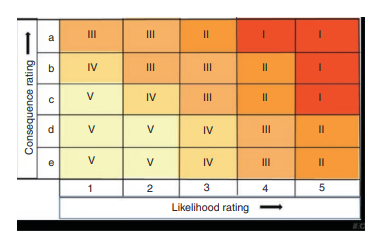 a III III II I I
b IV III III II I
Consequence rating
c V IV III II I
d V V IV III II
e V V IV III II
1 2 3 4 5
Likelihood rating